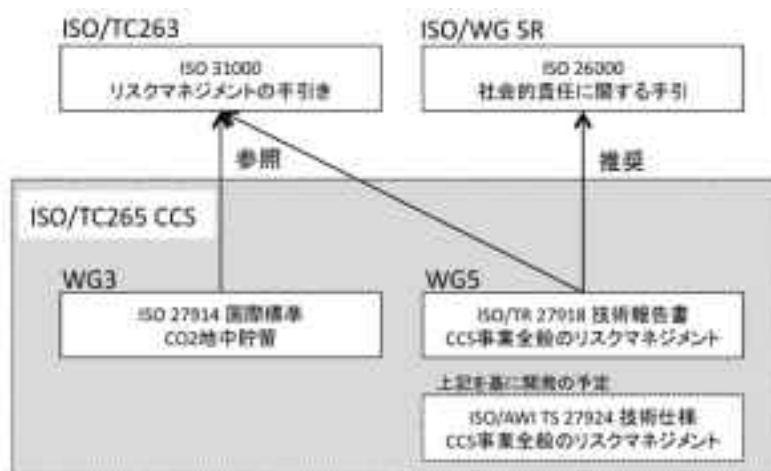 ISO/TC263
ISO 31000
リスクマネジメントの手引き
ISO/WG SR
ISO 26000
社会的責任に関する手引
参照
推奨
ISO/TC265 CCS
WG3
ISO 27914 国際標準
CO2地中貯留
WG5
ISO/TR 27918 技術報告書
CCS事業全般のリスクマネジメント
上記を基に開発の予定
ISO/AWI TS 27924 技術仕様
CCS事業全般のリスクマネジメント